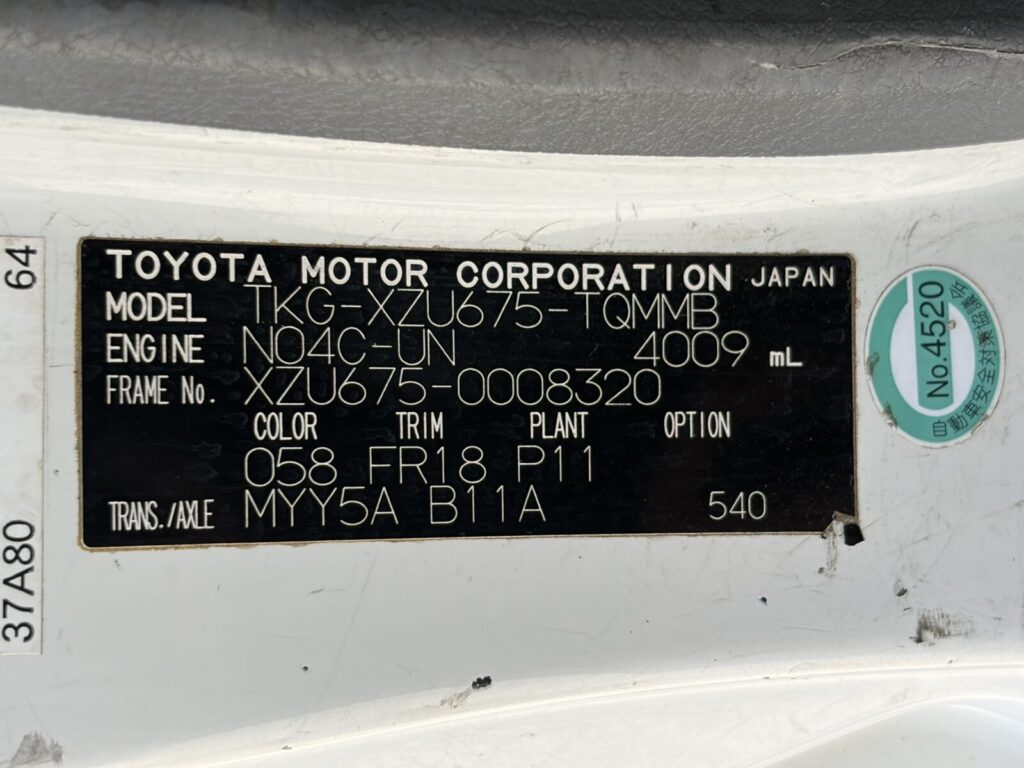 TOYOTA MOTOR CORPORATION JAPAN
MODEL TKG-XZU675-TQMMB
ENGINE N04C-UN 4009 mL
FRAME No. XZU675-0008320
COLOR TRIM PLANT OPTION
058 FR18 P11
TRANS./AXLE MYY5A B11A 540
64
37A80
No.4520
自動車安全対策協議会